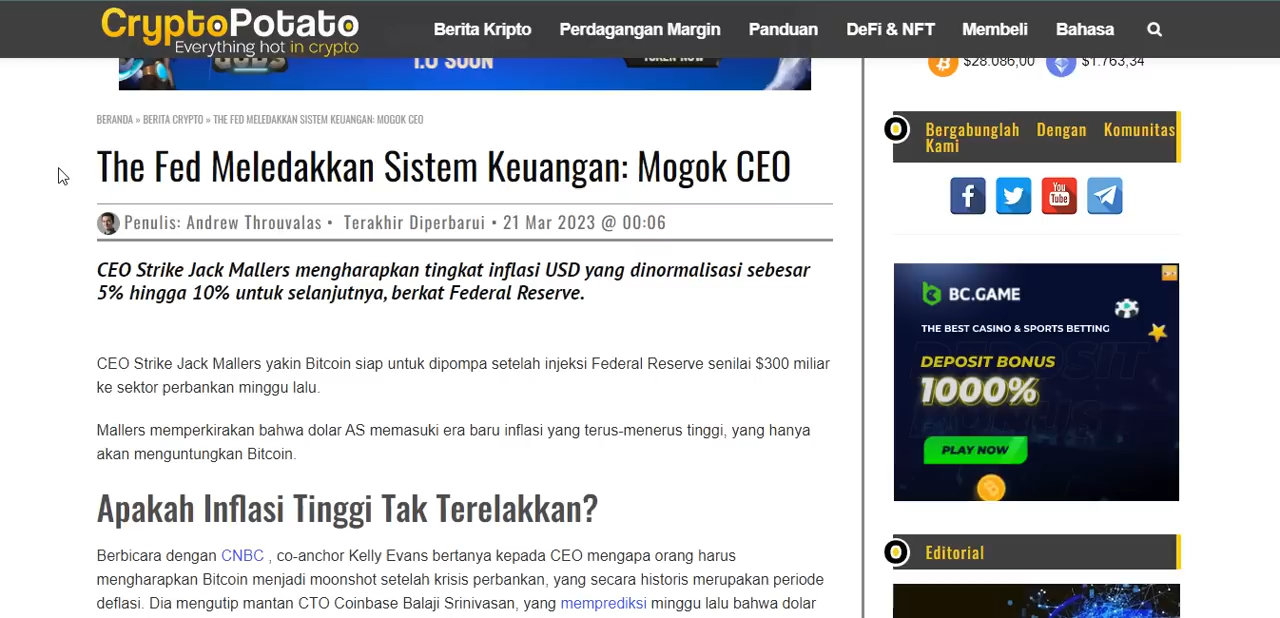 CryptoPotato
Everything hot in crypto
Berita Kripto Perdagangan Margin Panduan DeFi & NFT Membeli Bahasa
1.0 SOON
$28.086,00 $1.763,34
BERANDA » BERITA CRYPTO » THE FED MELEDAKKAN SISTEM KEUANGAN: MOGOK CEO
The Fed Meledakkan Sistem Keuangan: Mogok CEO
Penulis: Andrew Throuvalas • Terakhir Diperbarui • 21 Mar 2023 @ 00:06
CEO Strike Jack Mallers mengharapkan tingkat inflasi USD yang dinormalisasi sebesar
5% hingga 10% untuk selanjutnya, berkat Federal Reserve.
CEO Strike Jack Mallers yakin Bitcoin siap untuk dipompa setelah injeksi Federal Reserve senilai $300 miliar
ke sektor perbankan minggu lalu.
Mallers memperkirakan bahwa dolar AS memasuki era baru inflasi yang terus-menerus tinggi, yang hanya
akan menguntungkan Bitcoin.
Apakah Inflasi Tinggi Tak Terelakkan?
Berbicara dengan CNBC , co-anchor Kelly Evans bertanya kepada CEO mengapa orang harus
mengharapkan Bitcoin menjadi moonshot setelah krisis perbankan, yang secara historis merupakan periode
deflasi. Dia mengutip mantan CTO Coinbase Balaji Srinivasan, yang memprediksi minggu lalu bahwa dolar
Bergabunglah Dengan Komunitas
Kami
You
Tube
BC.GAME
THE BEST CASINO & SPORTS BETTING
DEPOSIT BONUS
1000%
PLAY NOW
Editorial